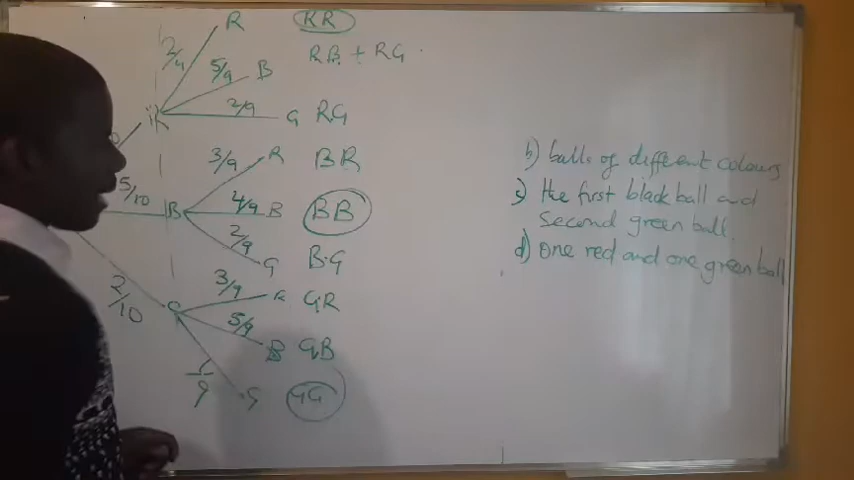 R RR
2/9 5/9 B RB + RG
2/9 G RG
R
3/9 R BR
5/10 B 4/9 B BB
2/9 G BG
2/10 G 3/9 R GR
5/9 B GB
1/9 G GG
b) balls of different colours
c) the first black ball and
second green ball.
d) One red and one green ball